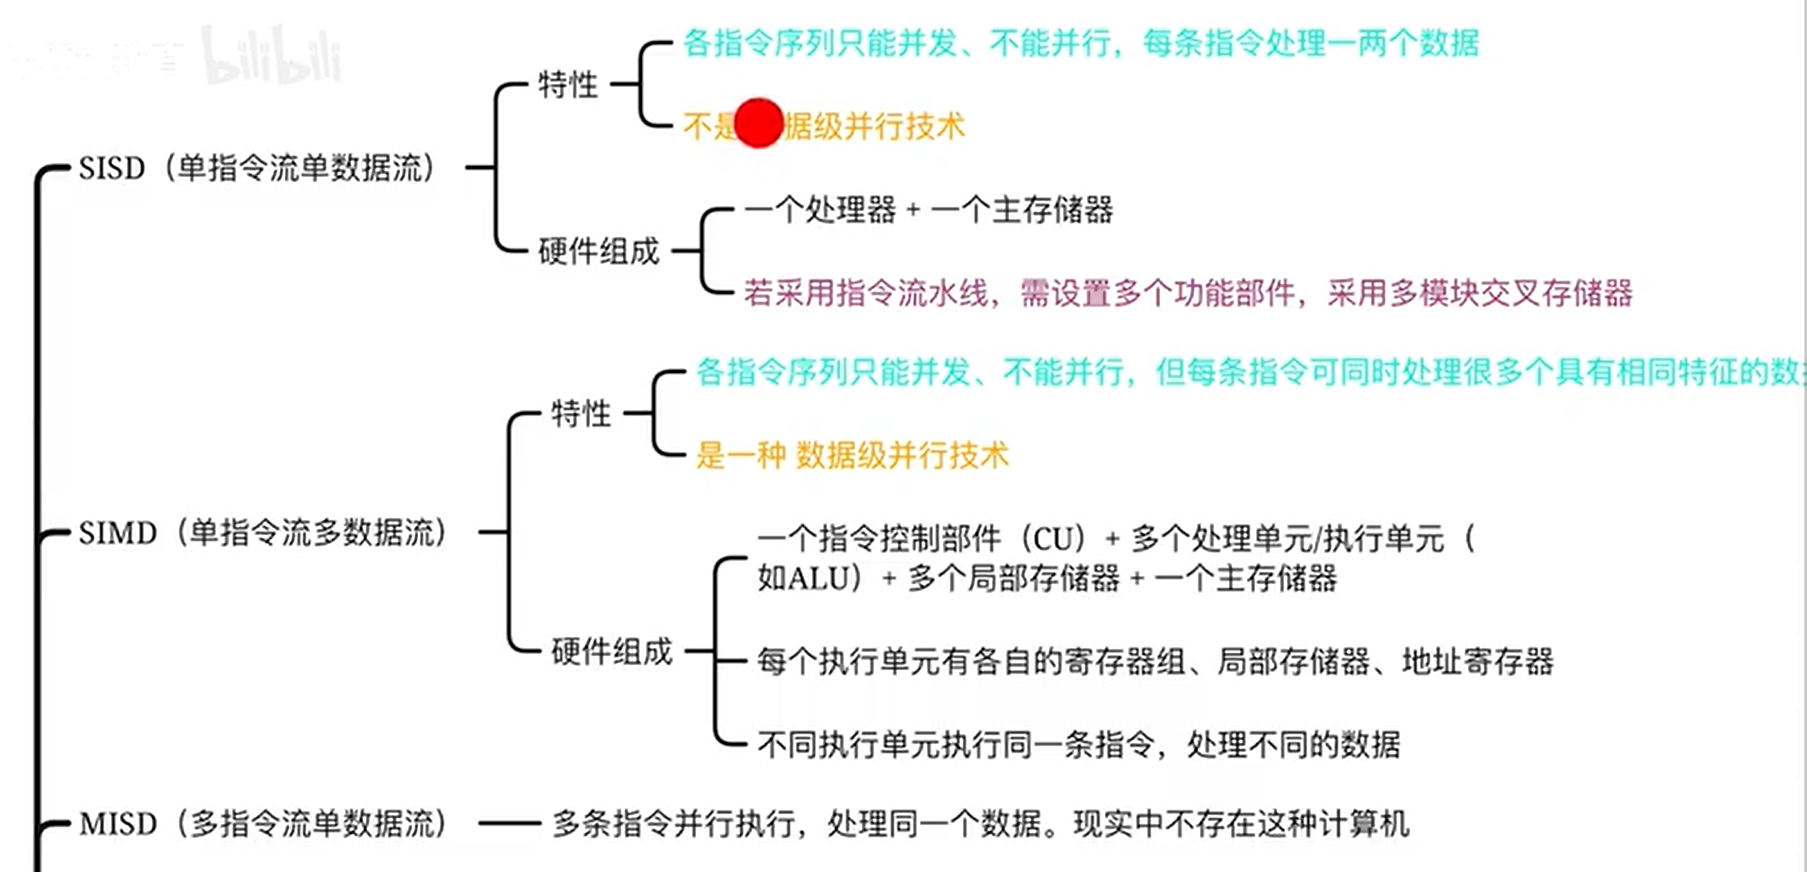 bilibili
各指令序列只能并发、不能并行，每条指令处理一两个数据
特性
不是 据级并行技术
SISD（单指令流单数据流）
一个处理器 + 一个主存储器
硬件组成
若采用指令流水线，需设置多个功能部件，采用多模块交叉存储器
各指令序列只能并发、不能并行，但每条指令可同时处理很多个具有相同特征的数
特性
是一种 数据级并行技术
SIMD（单指令流多数据流）
一个指令控制部件（CU）+ 多个处理单元/执行单元（
如ALU）+ 多个局部存储器 + 一个主存储器
硬件组成
每个执行单元有各自的寄存器组、局部存储器、地址寄存器
不同执行单元执行同一条指令，处理不同的数据
MISD（多指令流单数据流）
多条指令并行执行，处理同一个数据。现实中不存在这种计算机